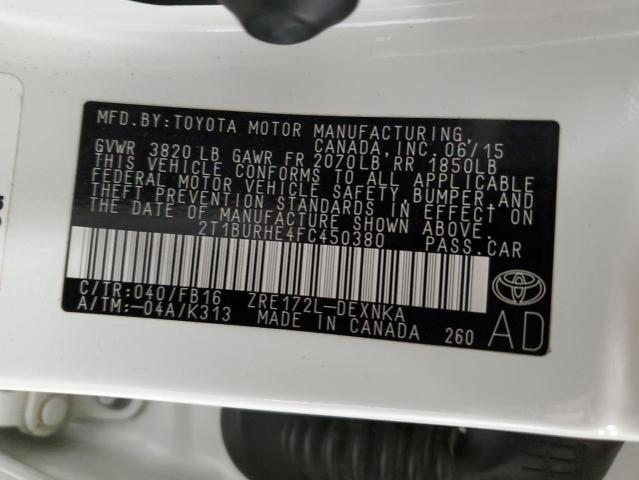 MFD.BY:TOYOTA MOTOR MANUFACTURING,
CANADA, INC. 06/15
GVWR 3820LB GAWR FR 2070LB RR 1850LB
THIS VEHICLE CONFORMS TO ALL APPLICABLE
FEDERAL MOTOR VEHICLE SAFETY, BUMPER, AND
THEFT PREVENTION STANDARDS IN EFFECT ON
THE DATE OF MANUFACTURE SHOWN ABOVE.
2T1BURHE4FC450380 PASS.CAR
C/TR:040/FB16 ZRE172L-DEXNKA
A/TM:-04A/K313 MADE IN CANADA 260 AD